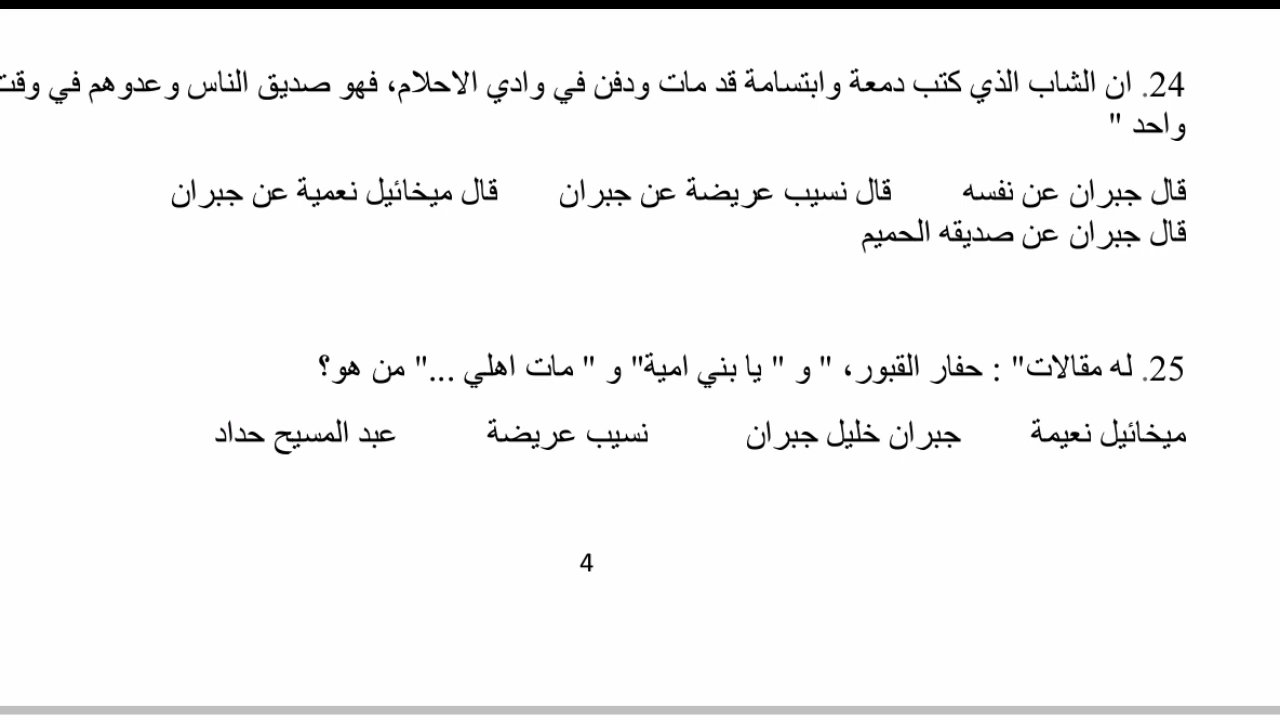 24. ان الشاب الذي كتب دمعة وابتسامة قد مات ودفن في وادي الاحلام، فهو صديق الناس وعدوهم في وقت
واحد "
قال جبران عن نفسه قال نسيب عريضة عن جبران قال ميخائيل نعمية عن جبران
قال جبران عن صديقه الحميم
25. له مقالات" : حفار القبور، " و " يا بني امية" و " مات اهلي ..." من هو؟
ميخائيل نعيمة جبران خليل جبران نسيب عريضة عبد المسيح حداد
4